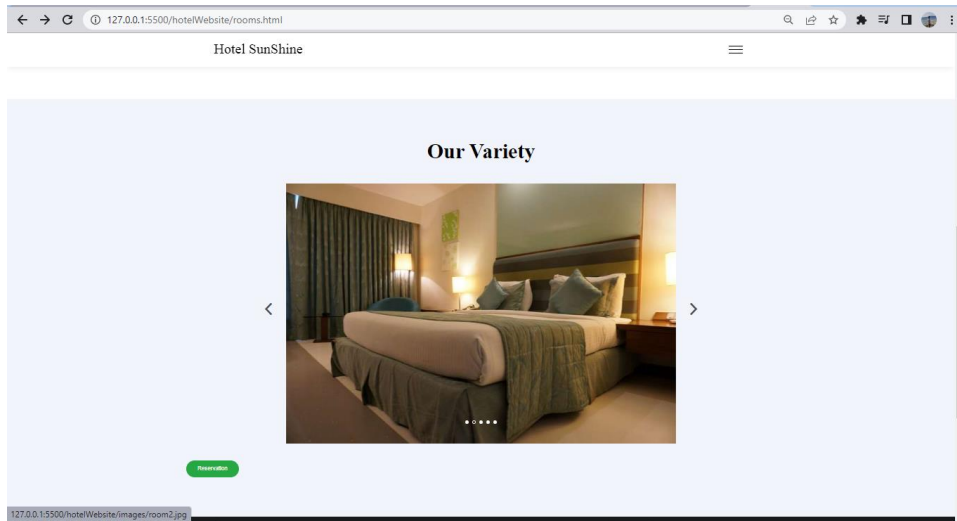 127.0.0.1:5500/hotelWebsite/rooms.html
Hotel SunShine
Our Variety
Reservation
127.0.0.1:5500/hotelWebsite/images/room2.jpg